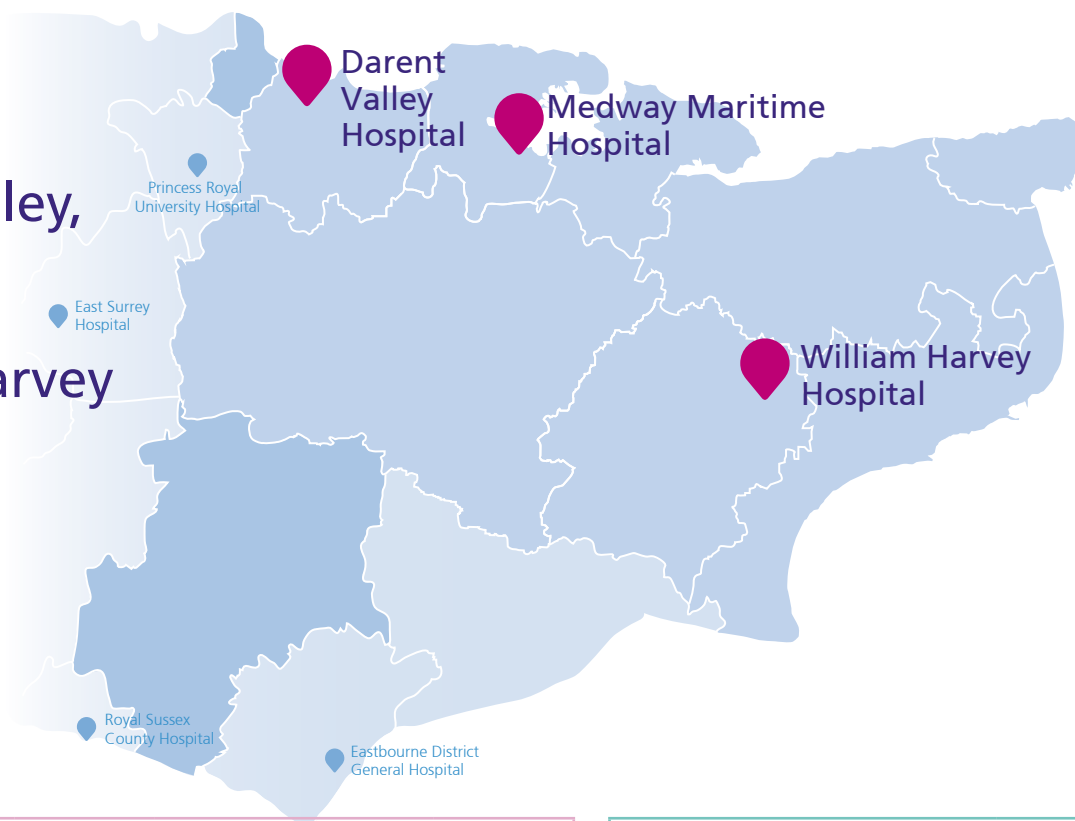 Darent
Valley
Hospital
Medway Maritime
Hospital
Princess Royal
University Hospital
ley,
East Surrey
Hospital
arvey
William Harvey
Hospital
Royal Sussex
County Hospital
Eastbourne District
General Hospital